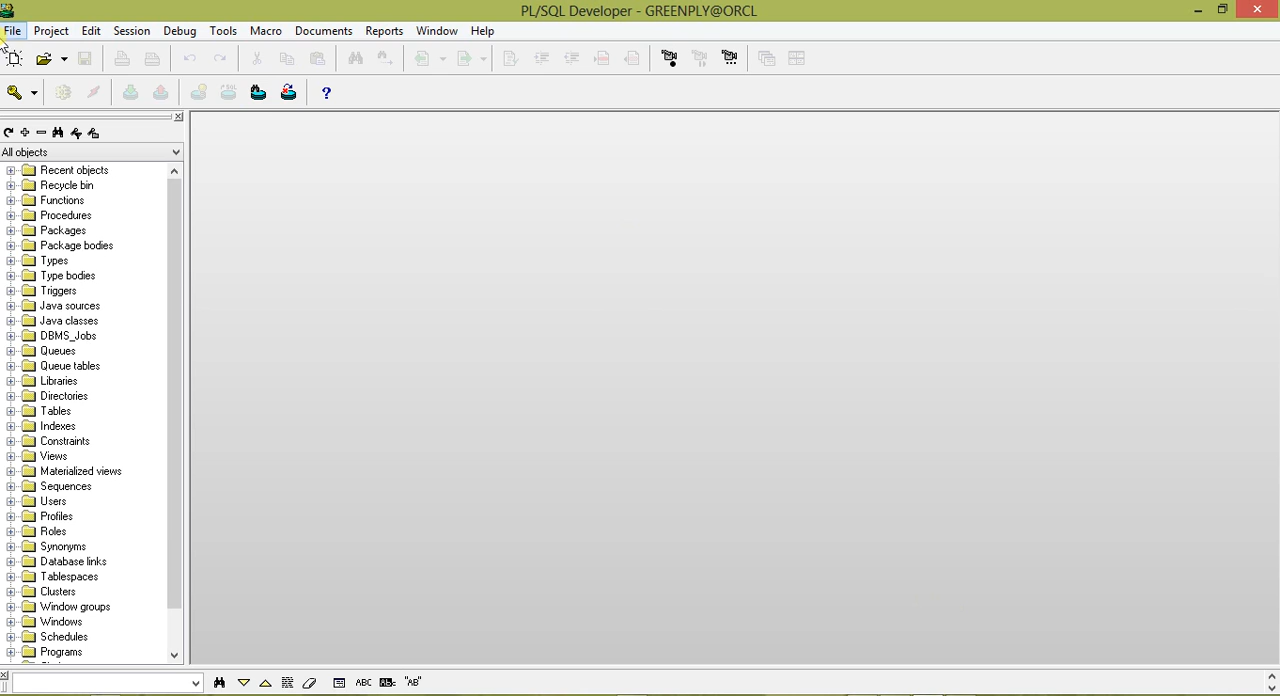 PL/SQL Developer - GREENPLY@ORCL
File Project Edit Session Debug Tools Macro Documents Reports Window Help
All objects
Recent objects
Recycle bin
Functions
Procedures
Packages
Package bodies
Types
Type bodies
Triggers
Java sources
Java classes
DBMS_Jobs
Queues
Queue tables
Libraries
Directories
Tables
Indexes
Constraints
Views
Materialized views
Sequences
Users
Profiles
Roles
Synonyms
Database links
Tablespaces
Clusters
Window groups
Windows
Schedules
Programs
ABC "AB"